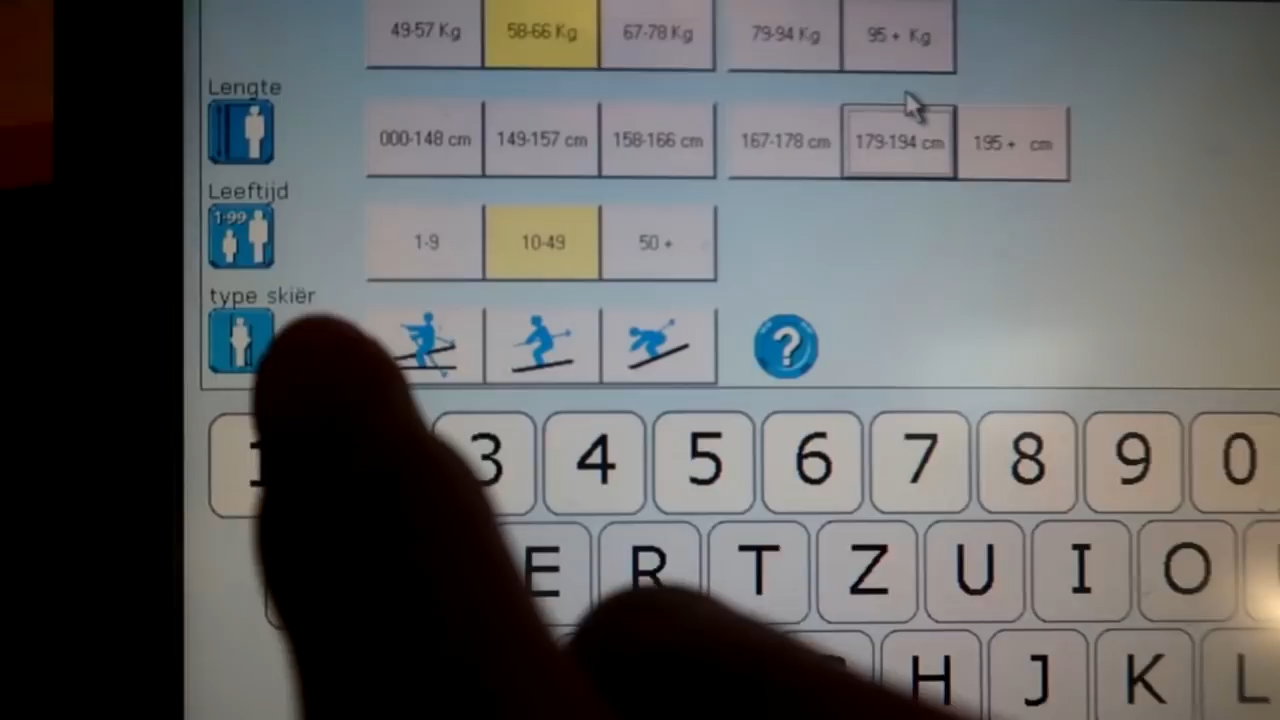 49-57 Kg 58-66 Kg 67-78 Kg 79-94 Kg 95 + Kg
Lengte
000-148 cm 149-157 cm 158-166 cm 167-178 cm 179-194 cm 195 + cm
Leeftijd
1-99
1-9 10-49 50 +
type skiër
?
1 3 4 5 6 7 8 9 0
E R T Z U I O
H J K L